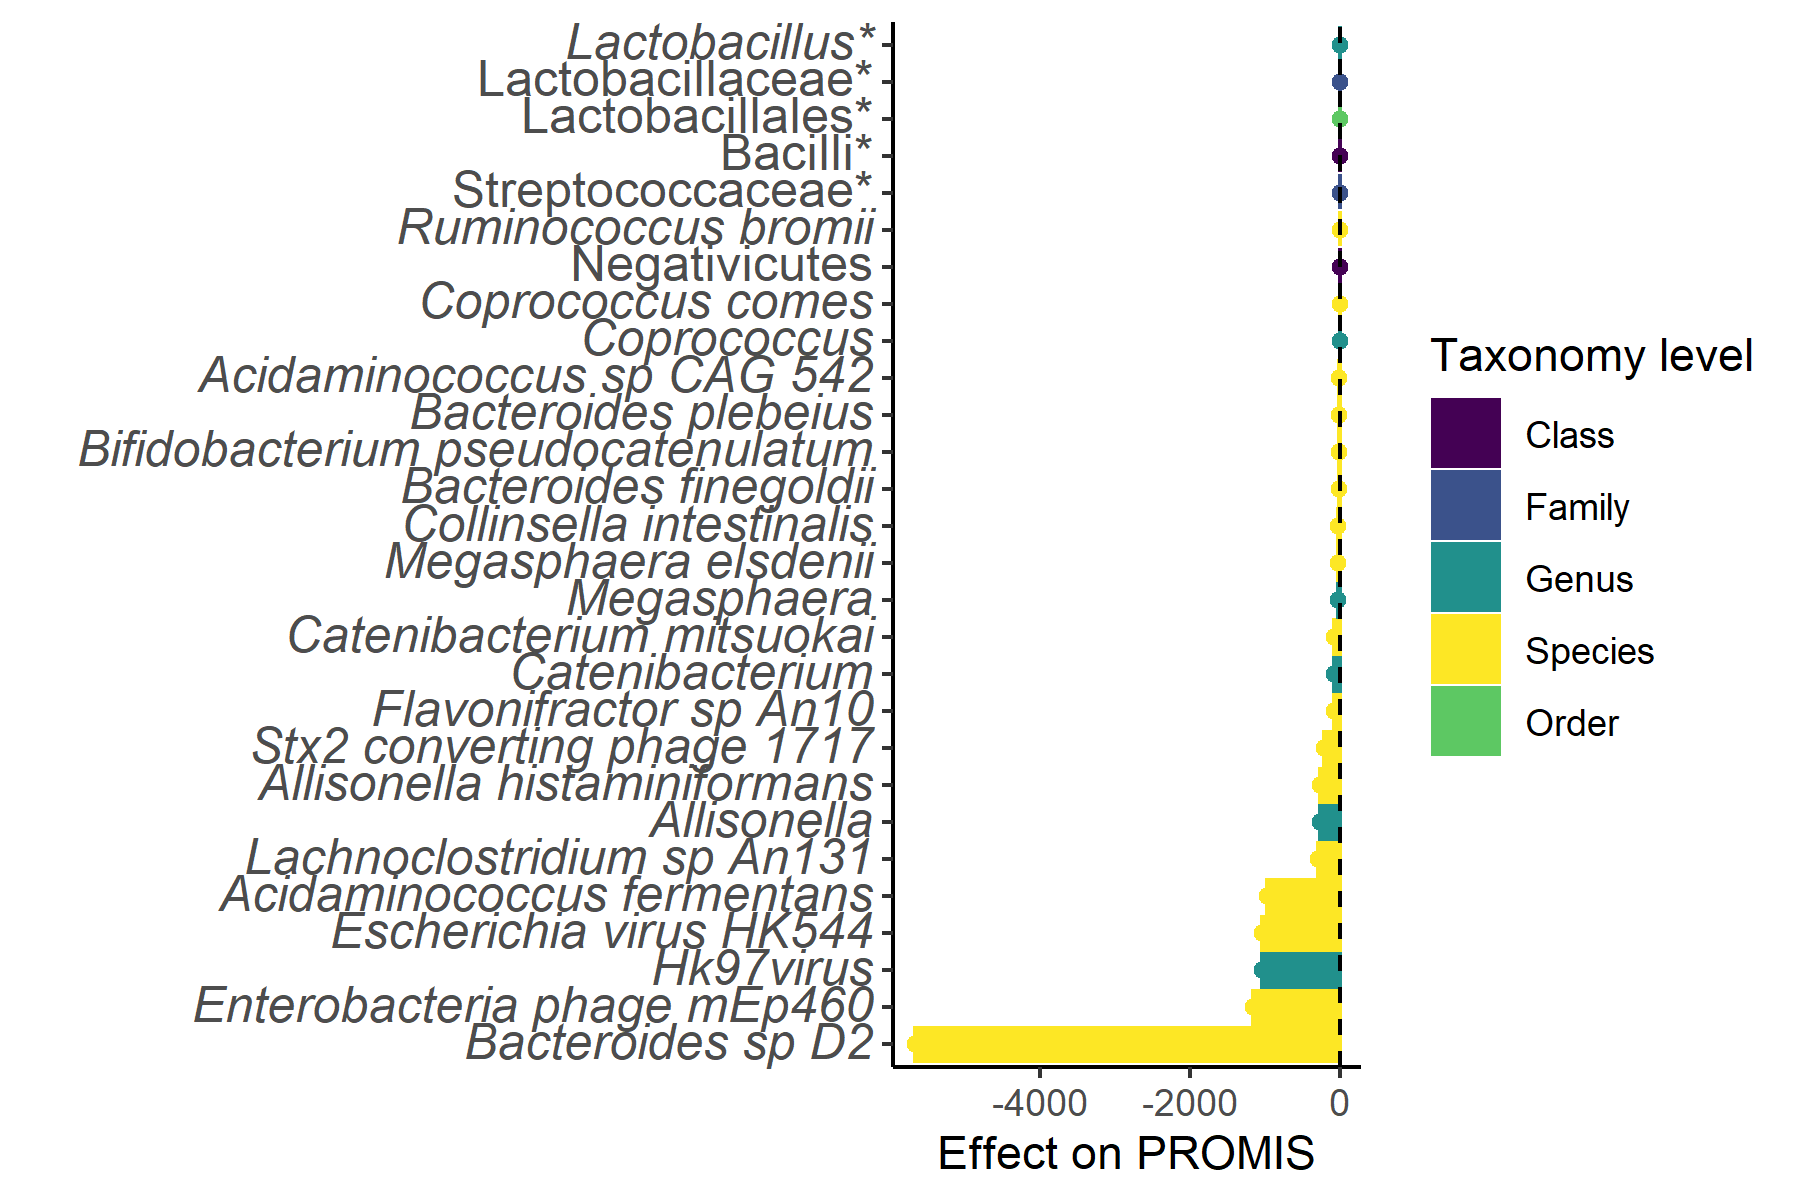 Lactobacillus*
Lactobacillaceae*
Lactobacillales*
Bacilli*
Streptococcaceae*
Ruminococcus bromii
Negativicutes
Coprococcus comes
Coprococcus
Acidaminococcus sp CAG 542
Bacteroides plebeius
Bifidobacterium pseudocatenulatum
Bacteroides finegoldii
Collinsella intestinalis
Megasphaera elsdenii
Megasphaera
Catenibacterium mitsuokai
Catenibacterium
Flavonifractor sp An10
Stx2 converting phage 1717
Allisonella histaminiformans
Allisonella
Lachnoclostridium sp An131
Acidaminococcus fermentans
Escherichia virus HK544
Hk97virus
Enterobacteria phage mEp460
Bacteroides sp D2
-4000 -2000 0
Effect on PROMIS
Taxonomy level
Class
Family
Genus
Species
Order